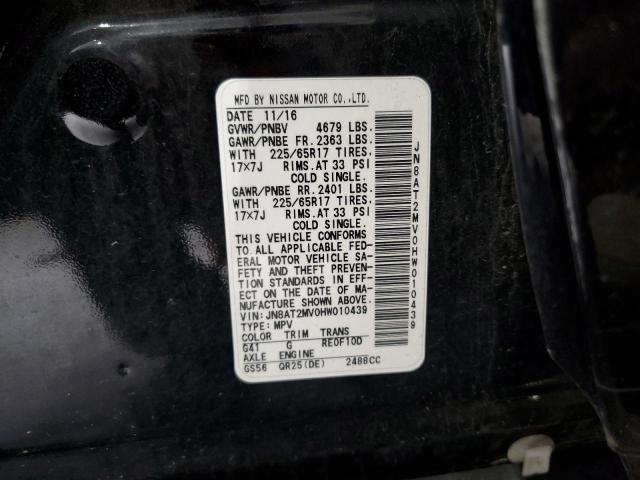 MFD BY NISSAN MOTOR CO.,LTD.
DATE 11/16
GVWR/PNBV 4679 LBS.
GAWR/PNBE FR. 2363 LBS.
WITH 225/65R17 TIRES.
17×7J RIMS.AT 33 PSI
COLD SINGLE.
GAWR/PNBE RR. 2401 LBS.
WITH 225/65R17 TIRES.
17×7J RIMS.AT 33 PSI
COLD SINGLE.
THIS VEHICLE CONFORMS
TO ALL APPLICABLE FED-
ERAL MOTOR VEHICLE SA-
FETY AND THEFT PREVEN-
TION STANDARDS IN EFF-
ECT ON THE DATE OF MA-
NUFACTURE SHOWN ABOVE.
VIN:JN8AT2MV0HW010439
TYPE:MPV
COLOR TRIM TRANS
G41 G RE0F10D
AXLE ENGINE
GS56 QR25(DE) 2488CC
JN8AT2MV0HW010439